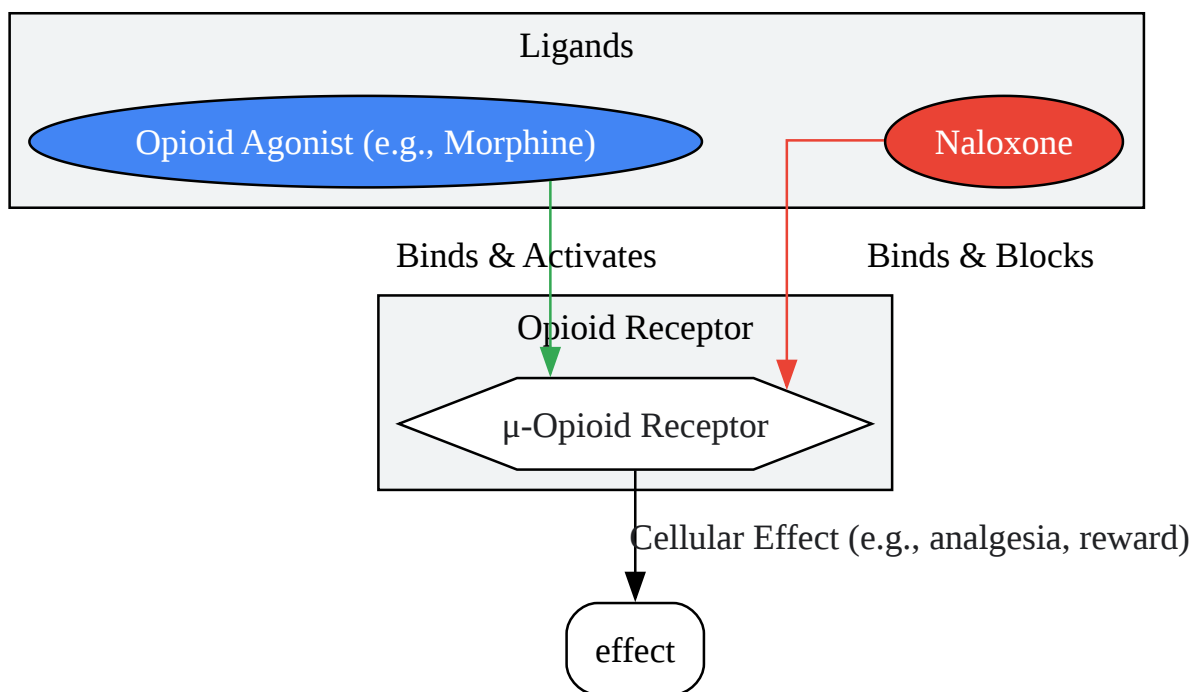 Ligands
Opioid Agonist (e.g., Morphine)
Naloxone
Binds & Activates
Binds & Blocks
Opioid Receptor
μ-Opioid Receptor
Cellular Effect (e.g., analgesia, reward)
effect